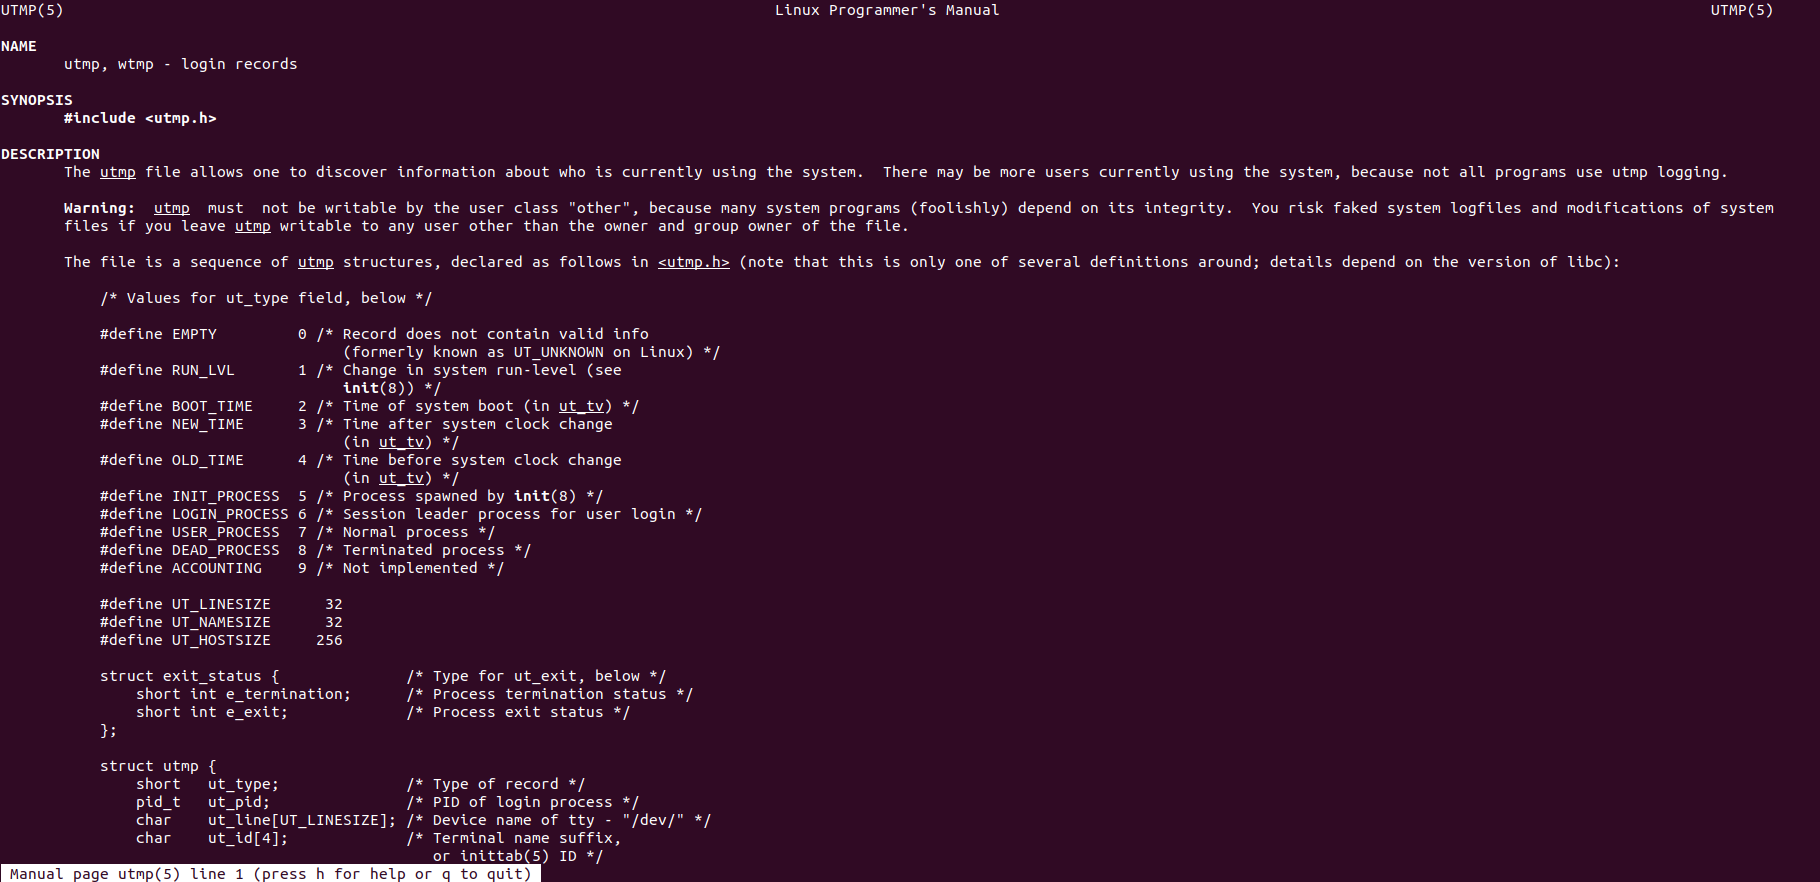 UTMP(5) Linux Programmer's Manual UTMP(5)
NAME
utmp, wtmp - login records
SYNOPSIS
#include <utmp.h>
DESCRIPTION
The utmp file allows one to discover information about who is currently using the system.  There may be more users currently using the system, because not all programs use utmp logging.
Warning:  utmp  must  not be writable by the user class "other", because many system programs (foolishly) depend on its integrity.  You risk faked system logfiles and modifications of system
files if you leave utmp writable to any user other than the owner and group owner of the file.
The file is a sequence of utmp structures, declared as follows in <utmp.h> (note that this is only one of several definitions around; details depend on the version of libc):
/* Values for ut_type field, below */
#define EMPTY         0 /* Record does not contain valid info
(formerly known as UT_UNKNOWN on Linux) */
#define RUN_LVL       1 /* Change in system run-level (see
init(8)) */
#define BOOT_TIME     2 /* Time of system boot (in ut_tv) */
#define NEW_TIME      3 /* Time after system clock change
(in ut_tv) */
#define OLD_TIME      4 /* Time before system clock change
(in ut_tv) */
#define INIT_PROCESS  5 /* Process spawned by init(8) */
#define LOGIN_PROCESS 6 /* Session leader process for user login */
#define USER_PROCESS  7 /* Normal process */
#define DEAD_PROCESS  8 /* Terminated process */
#define ACCOUNTING    9 /* Not implemented */
#define UT_LINESIZE      32
#define UT_NAMESIZE      32
#define UT_HOSTSIZE     256
struct exit_status {              /* Type for ut_exit, below */
short int e_termination;      /* Process termination status */
short int e_exit;             /* Process exit status */
};
struct utmp {
short   ut_type;              /* Type of record */
pid_t   ut_pid;               /* PID of login process */
char    ut_line[UT_LINESIZE]; /* Device name of tty - "/dev/" */
char    ut_id[4];             /* Terminal name suffix,
or inittab(5) ID */
Manual page utmp(5) line 1 (press h for help or q to quit)